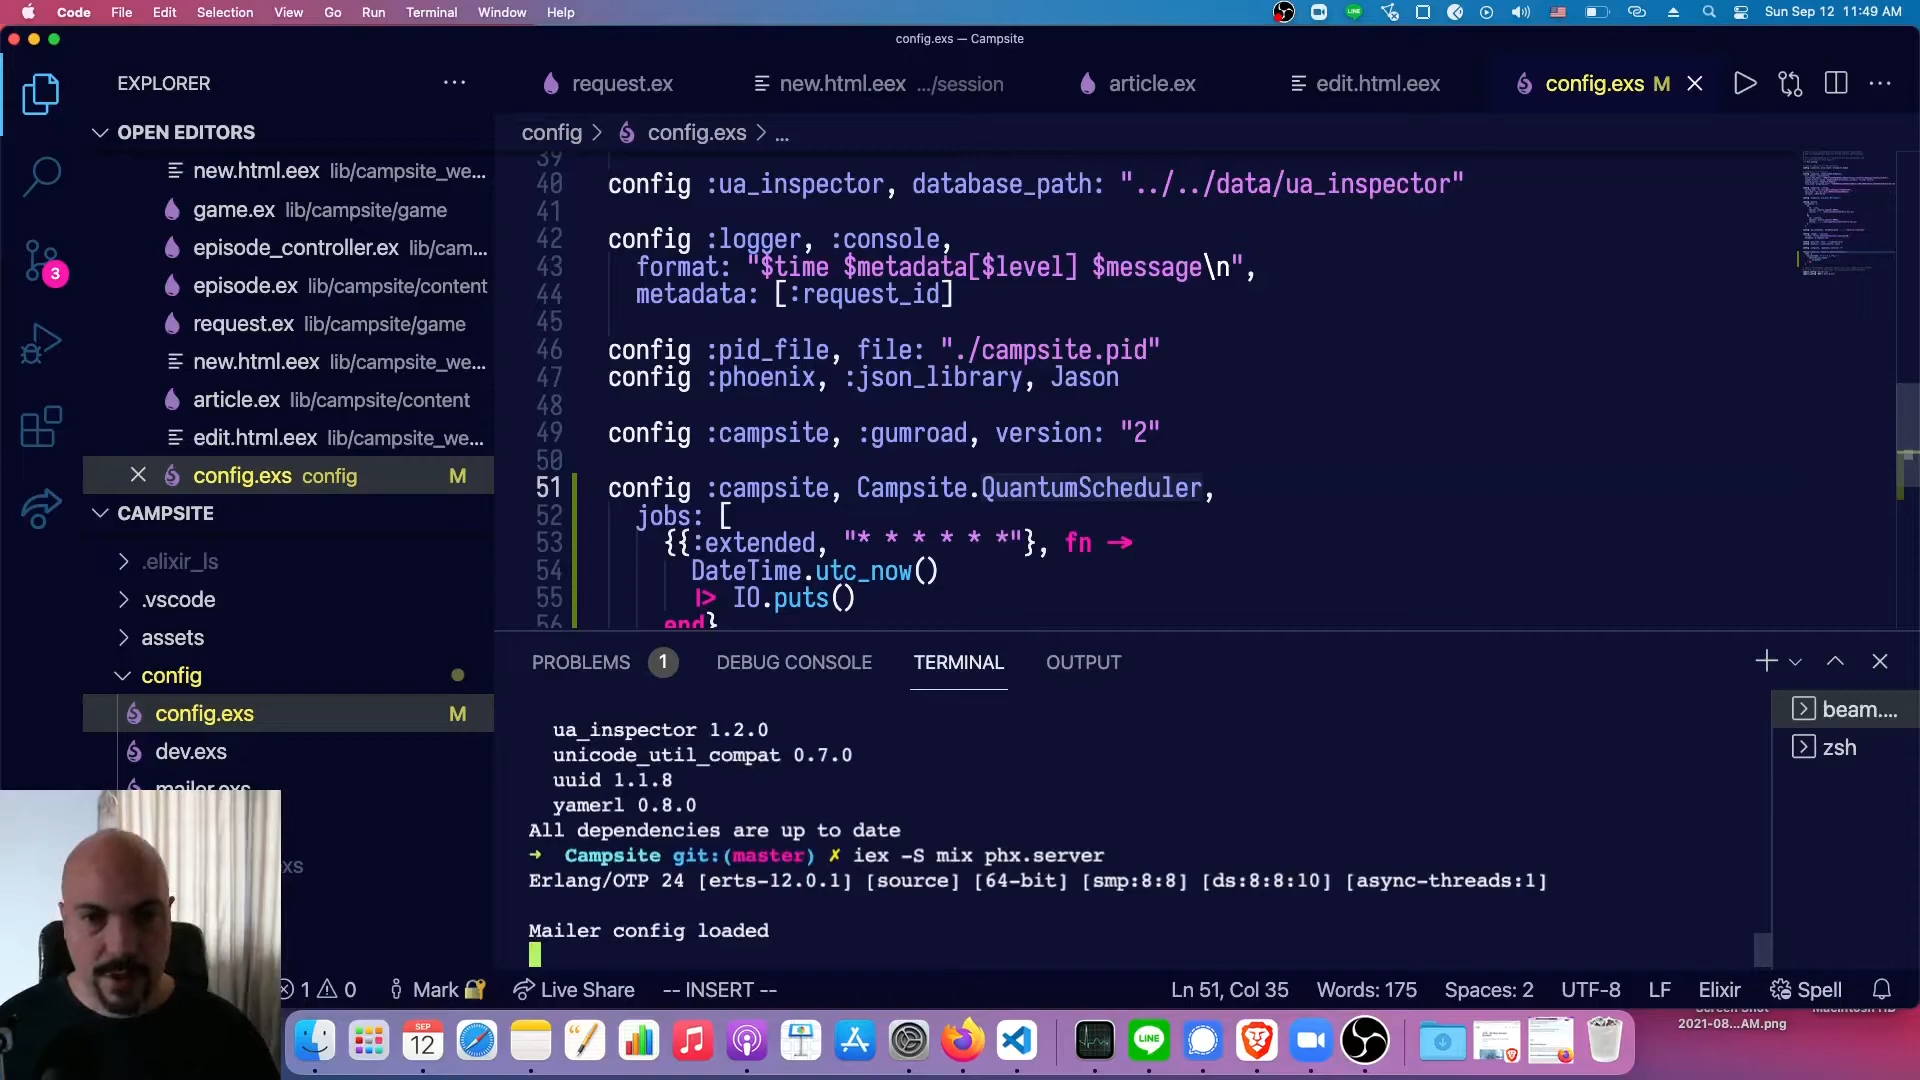 Code File Edit Selection View Go Run Terminal Window Help
Sun Sep 12 11:49 AM
config.exs — Campsite
EXPLORER
request.ex
new.html.eex .../session
article.ex
edit.html.eex
config.exs M
OPEN EDITORS
new.html.eex lib/campsite_we...
game.ex lib/campsite/game
episode_controller.ex lib/cam...
episode.ex lib/campsite/content
request.ex lib/campsite/game
new.html.eex lib/campsite_we...
article.ex lib/campsite/content
edit.html.eex lib/campsite_we...
config.exs config M
3
CAMPSITE
.elixir_ls
.vscode
assets
config
config.exs M
dev.exs
mailer.exs
xs
config > config.exs > ...
39
40 config :ua_inspector, database_path: "../../data/ua_inspector"
41
42 config :logger, :console,
43 format: "$time $metadata[$level] $message\n",
44 metadata: [:request_id]
45
46 config :pid_file, file: "./campsite.pid"
47 config :phoenix, :json_library, Jason
48
49 config :campsite, :gumroad, version: "2"
50
51 config :campsite, Campsite.QuantumScheduler,
52 jobs: [
53 {{:extended, "* * * * * *"}, fn ->
54 DateTime.utc_now()
55 |> IO.puts()
56 end}
PROBLEMS 1 DEBUG CONSOLE TERMINAL OUTPUT
beam....
zsh
ua_inspector 1.2.0
unicode_util_compat 0.7.0
uuid 1.1.8
yamerl 0.8.0
All dependencies are up to date
➜ Campsite git:(master) ✗ iex -S mix phx.server
Erlang/OTP 24 [erts-12.0.1] [source] [64-bit] [smp:8:8] [ds:8:8:10] [async-threads:1]
Mailer config loaded
1 0 Mark Live Share -- INSERT -- Ln 51, Col 35 Words: 175 Spaces: 2 UTF-8 LF Elixir Spell
2021-08...AM.png
SEP
12
LINE